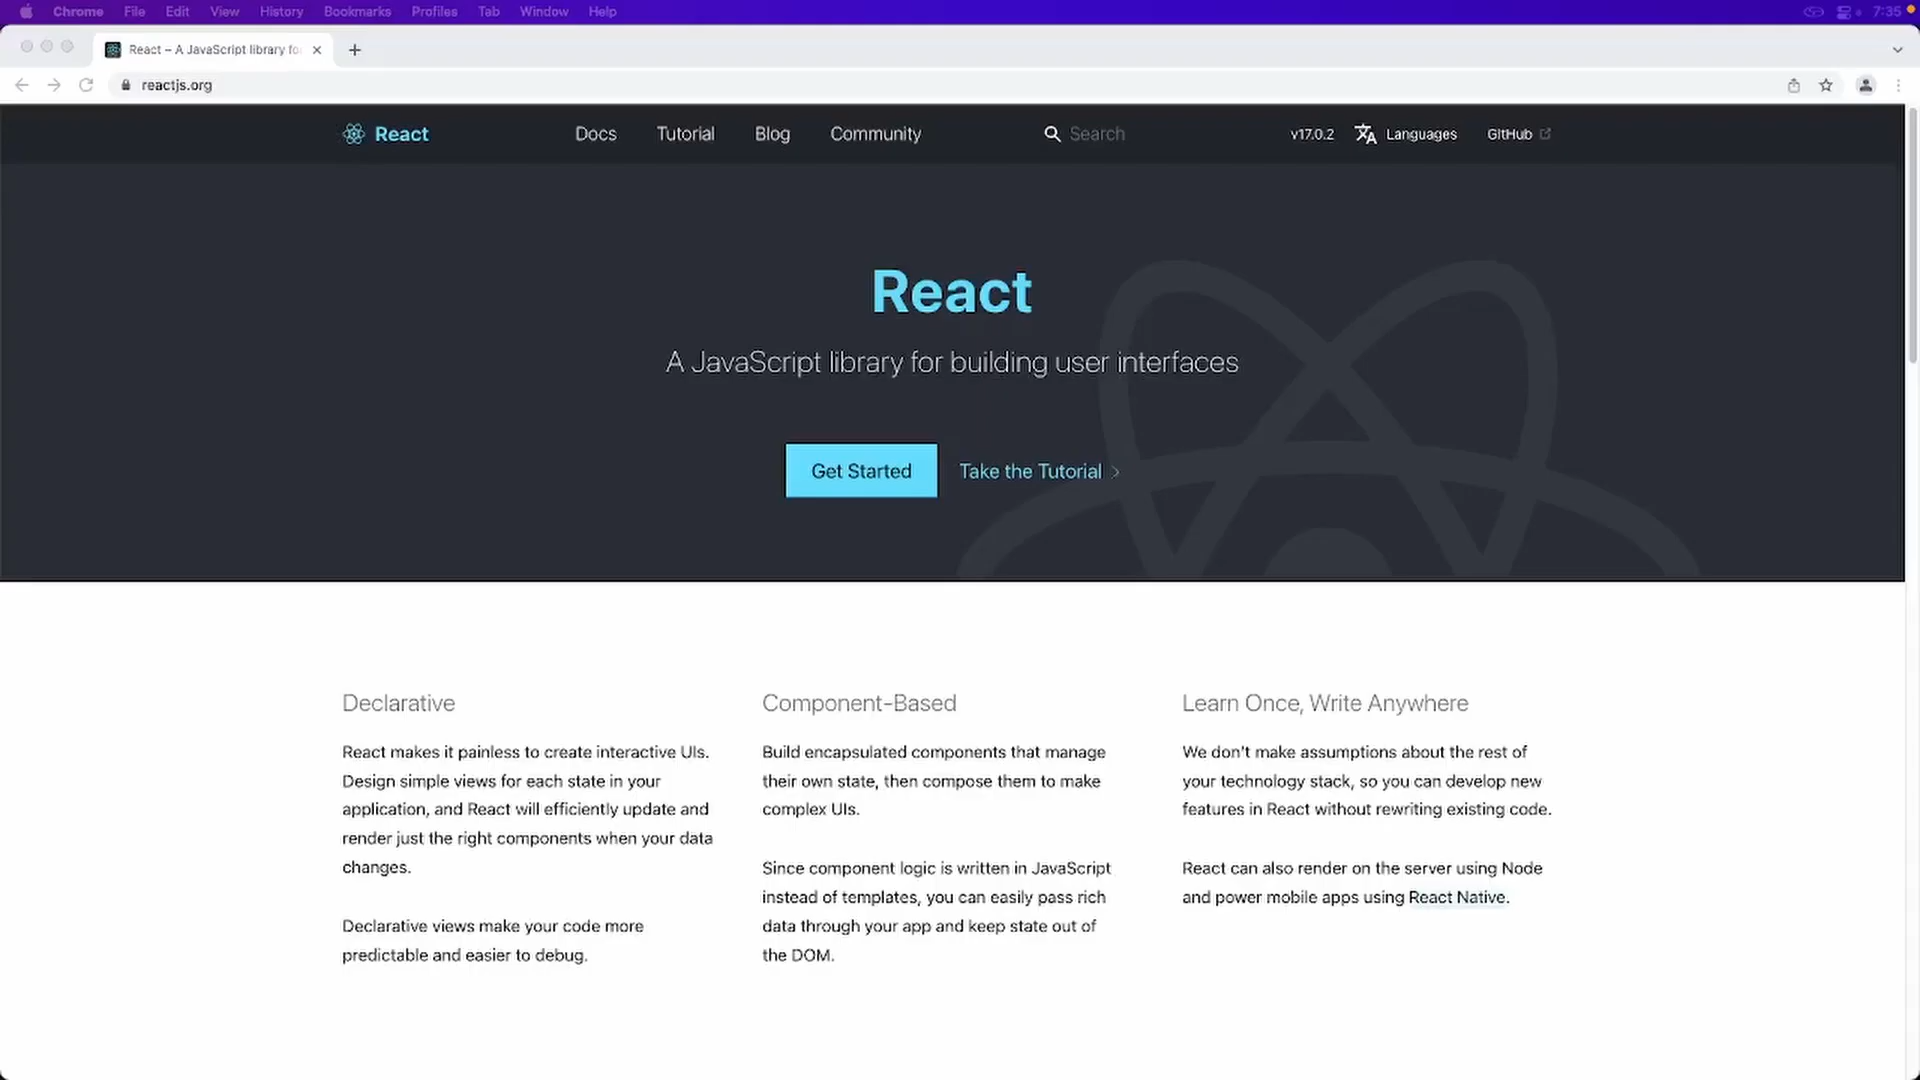 Chrome File Edit View History Bookmarks Profiles Tab Window Help 7:35
React – A JavaScript library fo
reactjs.org
React Docs Tutorial Blog Community Search v17.0.2 Languages GitHub
React
A JavaScript library for building user interfaces
Get Started Take the Tutorial
Declarative
React makes it painless to create interactive UIs.
Design simple views for each state in your
application, and React will efficiently update and
render just the right components when your data
changes.
Declarative views make your code more
predictable and easier to debug.
Component-Based
Build encapsulated components that manage
their own state, then compose them to make
complex UIs.
Since component logic is written in JavaScript
instead of templates, you can easily pass rich
data through your app and keep state out of
the DOM.
Learn Once, Write Anywhere
We don't make assumptions about the rest of
your technology stack, so you can develop new
features in React without rewriting existing code.
React can also render on the server using Node
and power mobile apps using React Native.